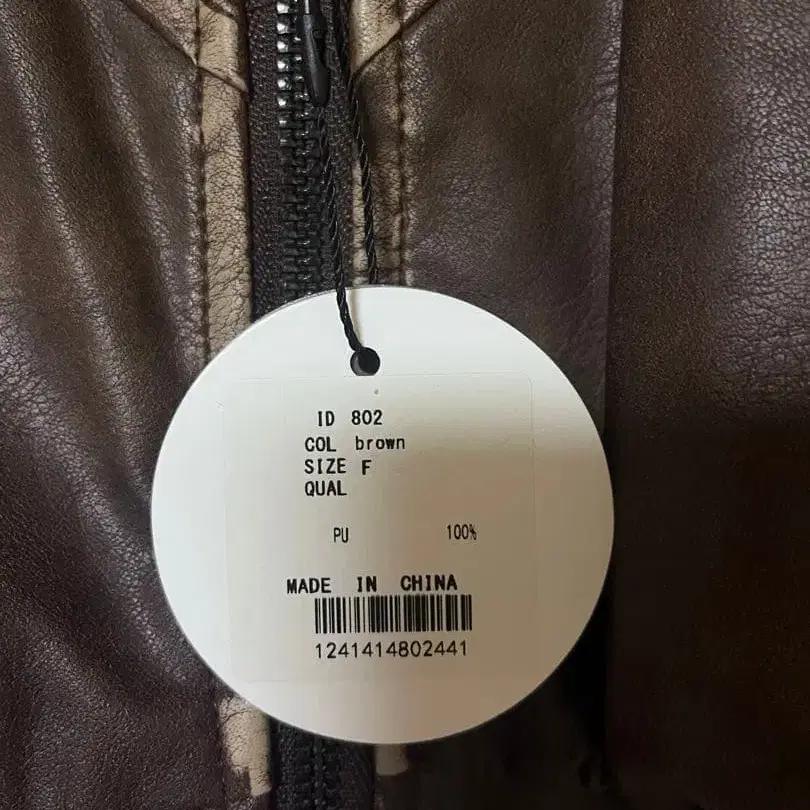 ID 802
COL brown
SIZE F
QUAL
PU 100%
MADE IN CHINA
1241414802441